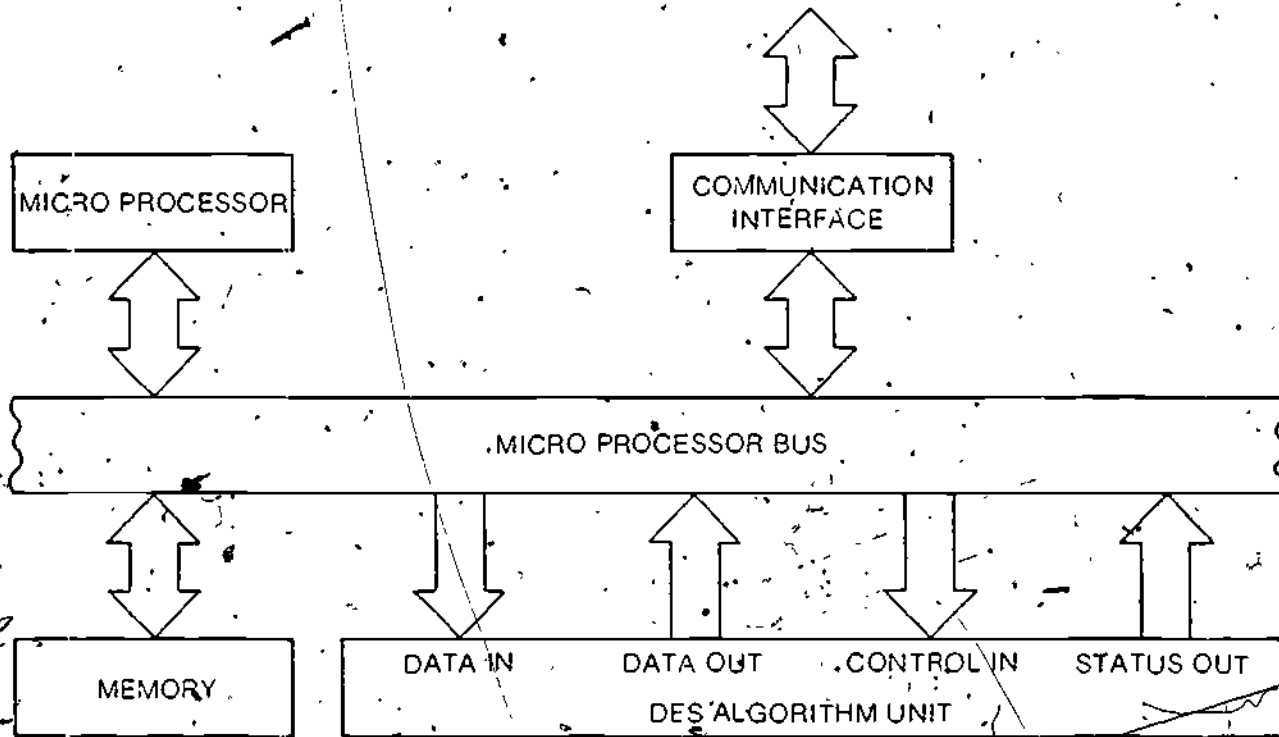 MICRO PROCESSOR
COMMUNICATION
INTERFACE
MICRO PROCESSOR BUS
DATA IN
DATA OUT
CONTROL IN
STATUS OUT
MEMORY
DES ALGORITHM UNIT